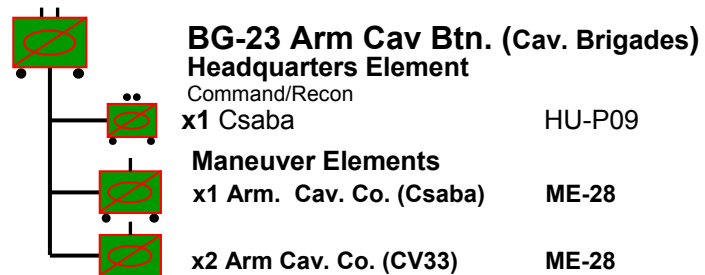 BG-23 Arm Cav Btn. (Cav. Brigades)
Headquarters Element
Command/Recon
x1 Csaba HU-P09
Maneuver Elements
x1 Arm. Cav. Co. (Csaba) ME-28
x2 Arm Cav. Co. (CV33) ME-28